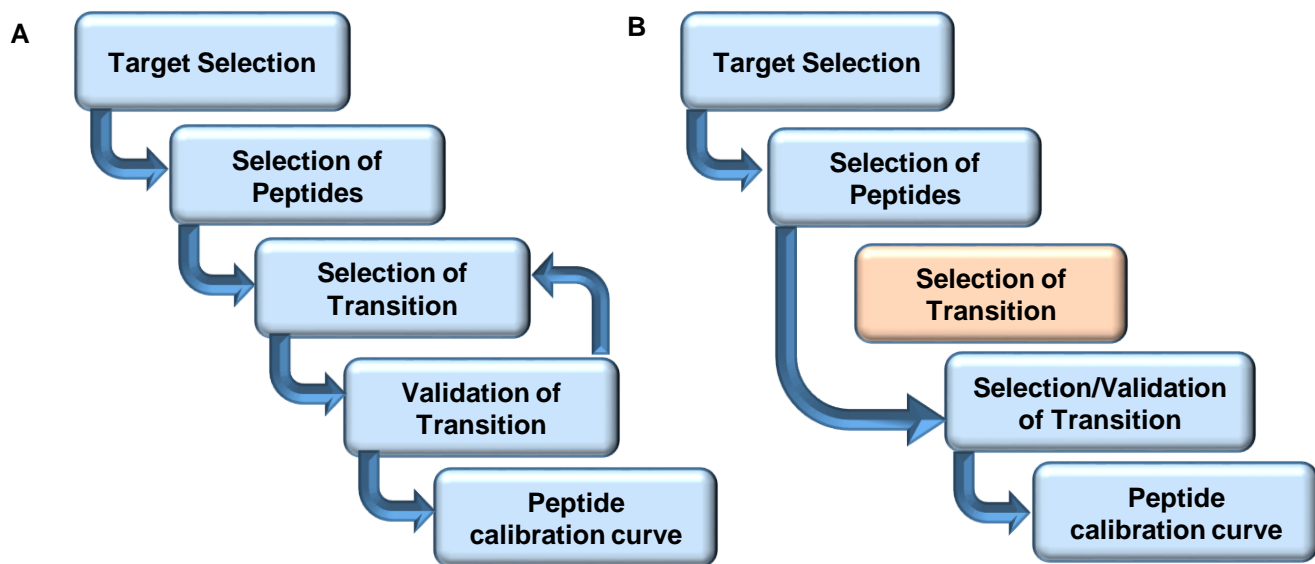 A
Target Selection
Selection of
Peptides
Selection of
Transition
Validation of
Transition
Peptide
calibration curve
B
Target Selection
Selection of
Peptides
Selection of
Transition
Selection/Validation
of Transition
Peptide
calibration curve